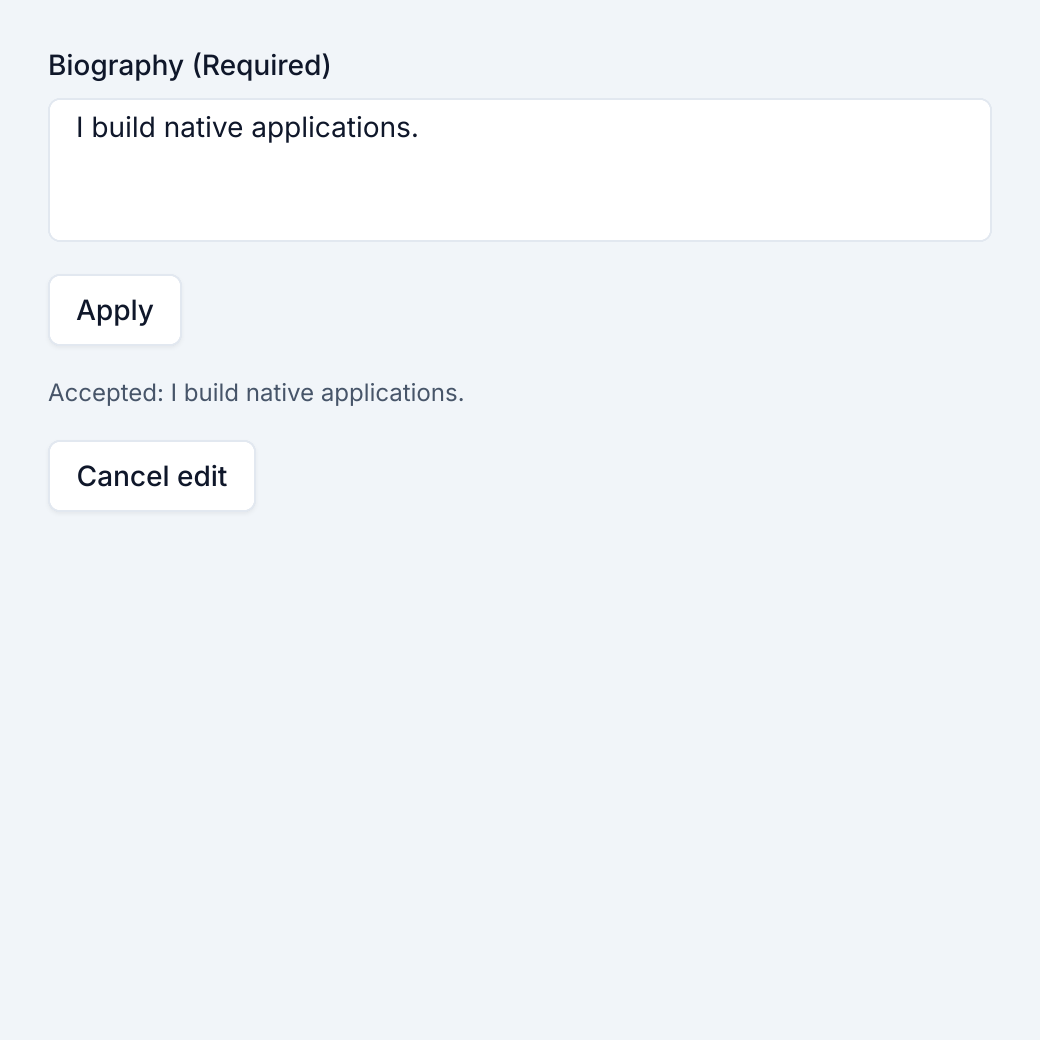 Biography (Required)
I build native applications.
Apply
Accepted: I build native applications.
Cancel edit